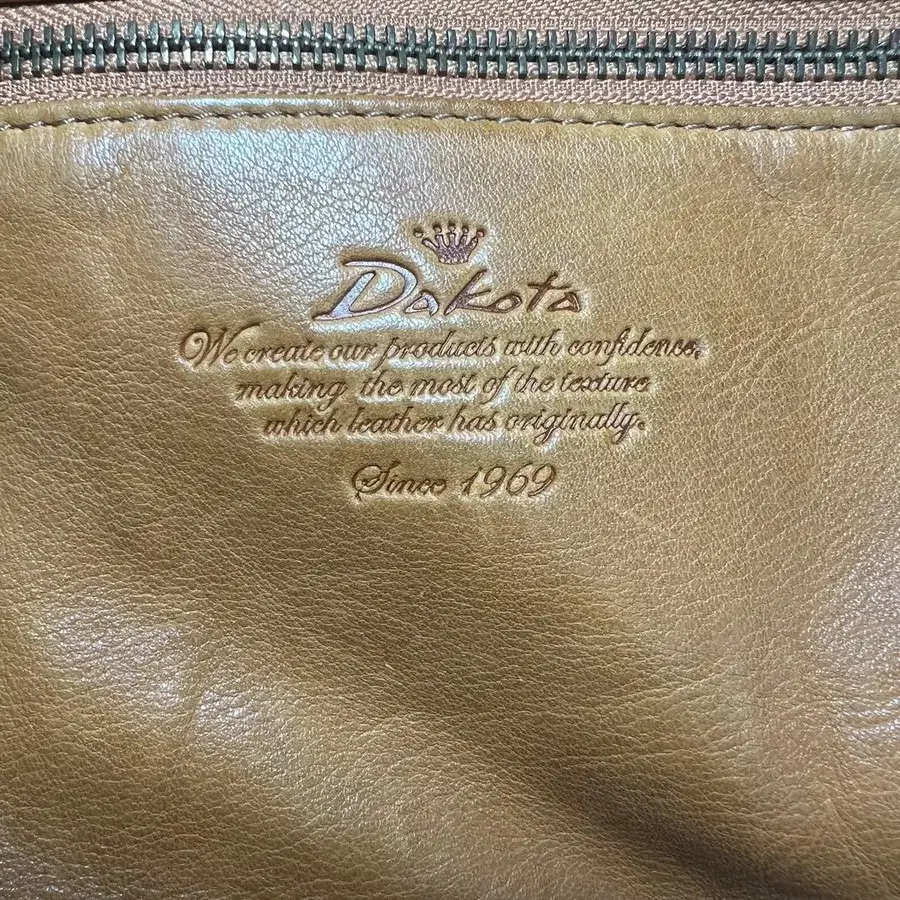 Dakota
We create our products with confidence,
making the most of the texture
which leather has originally.
Since 1969